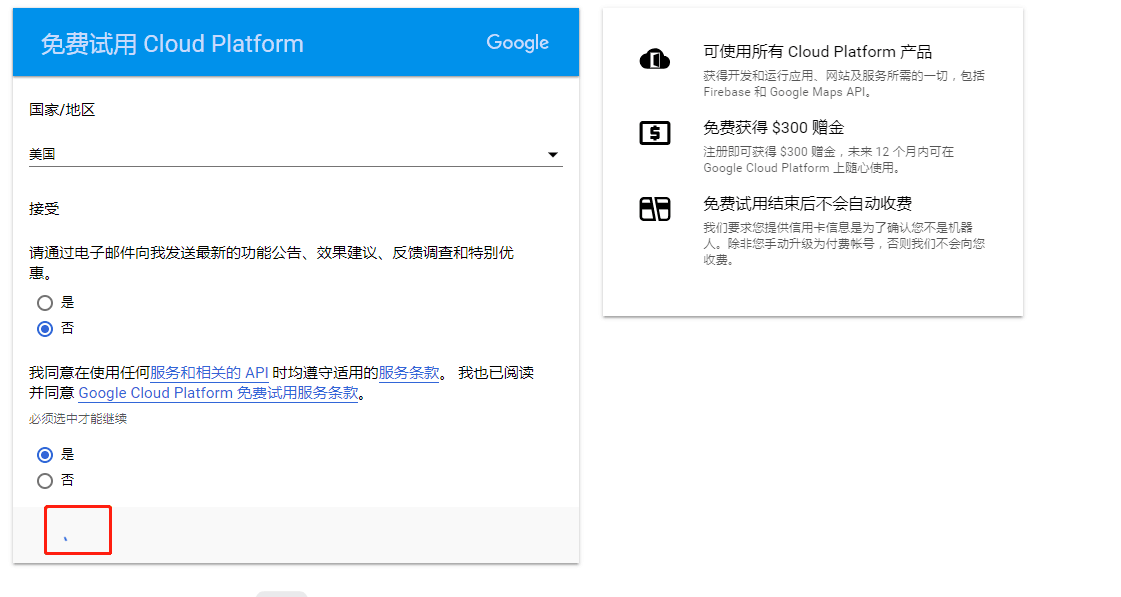 免费试用 Cloud Platform
Google
国家/地区
美国
接受
请通过电子邮件向我发送最新的功能公告、效果建议、反馈调查和特别优
惠。
是
否
我同意在使用任何服务和相关的 API 时均遵守适用的服务条款。 我也已阅读
并同意 Google Cloud Platform 免费试用服务条款。
必须选中才能继续
是
否
可使用所有 Cloud Platform 产品
获得开发和运行应用、网站及服务所需的一切，包括
Firebase 和 Google Maps API。
免费获得 $300 赠金
注册即可获得 $300 赠金，未来 12 个月内可在
Google Cloud Platform 上随心使用。
免费试用结束后不会自动收费
我们要求您提供信用卡信息是为了确认您不是机器
人。除非您手动升级为付费帐号，否则我们不会向您
收费。